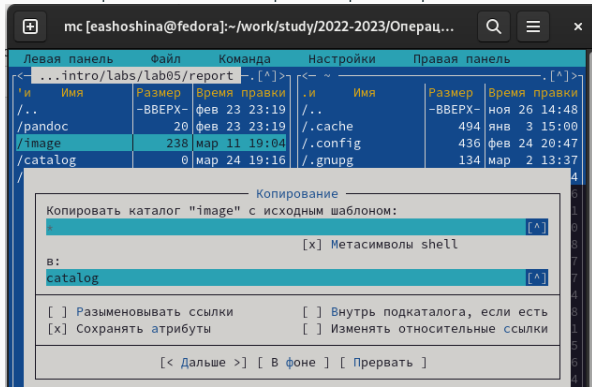 mc [eashoshina@fedora]:~/work/study/2022-2023/Операц...
Левая панель Файл Команда Настройки Правая панель
<─ ...intro/labs/lab05/report ─.[^]> <─ ~ ─.[^]>
'и Имя Размер Время правки .и Имя Размер Время правки
/.. -ВВЕРХ- фев 23 23:19 /.. -ВВЕРХ- ноя 26 14:48
/pandoc 20 фев 23 23:19 /.cache 494 янв 3 15:00
/image 238 мар 11 19:04 /.config 436 фев 24 20:47
/catalog 0 мар 24 19:16 /.gnupg 134 мар 2 13:37
Копирование
Копировать каталог "image" с исходным шаблоном:
* [^]
[x] Метасимволы shell
в:
catalog [^]
[ ] Разыменовывать ссылки [ ] Внутрь подкаталога, если есть
[x] Сохранять атрибуты [ ] Изменять относительные ссылки
[< Дальше >] [ В фоне ] [ Прервать ]